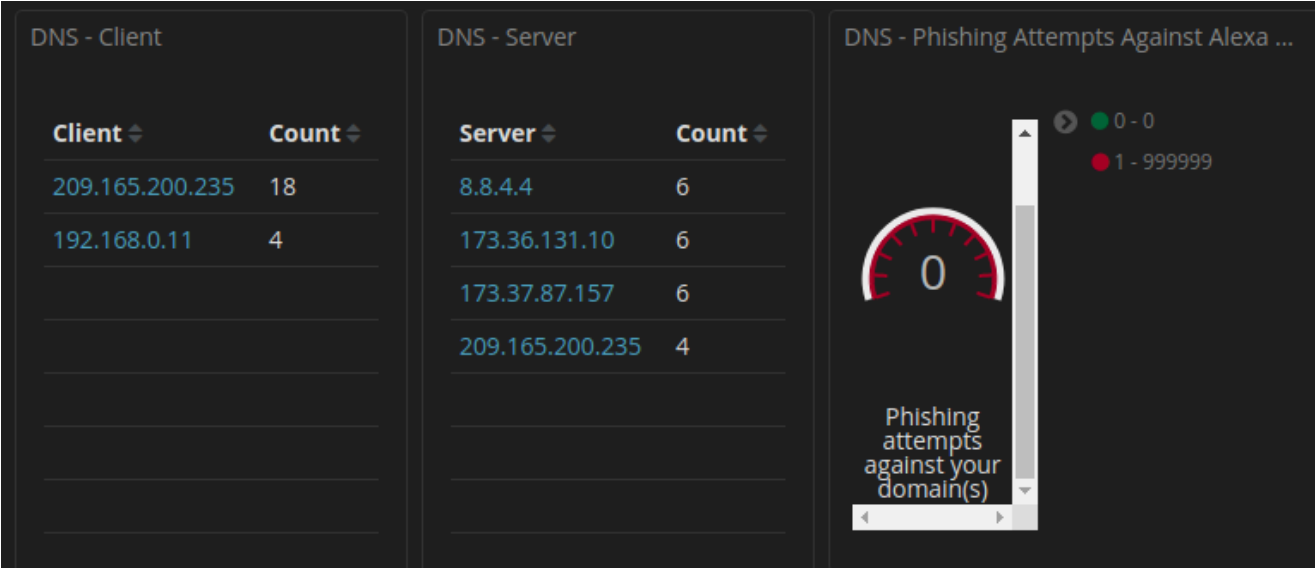 DNS - Client
Client Count
209.165.200.235 18
192.168.0.11 4
DNS - Server
Server Count
8.8.4.4 6
173.36.131.10 6
173.37.87.157 6
209.165.200.235 4
DNS - Phishing Attempts Against Alexa ...
0 - 0
1 - 999999
0
Phishing
attempts
against your
domain(s)